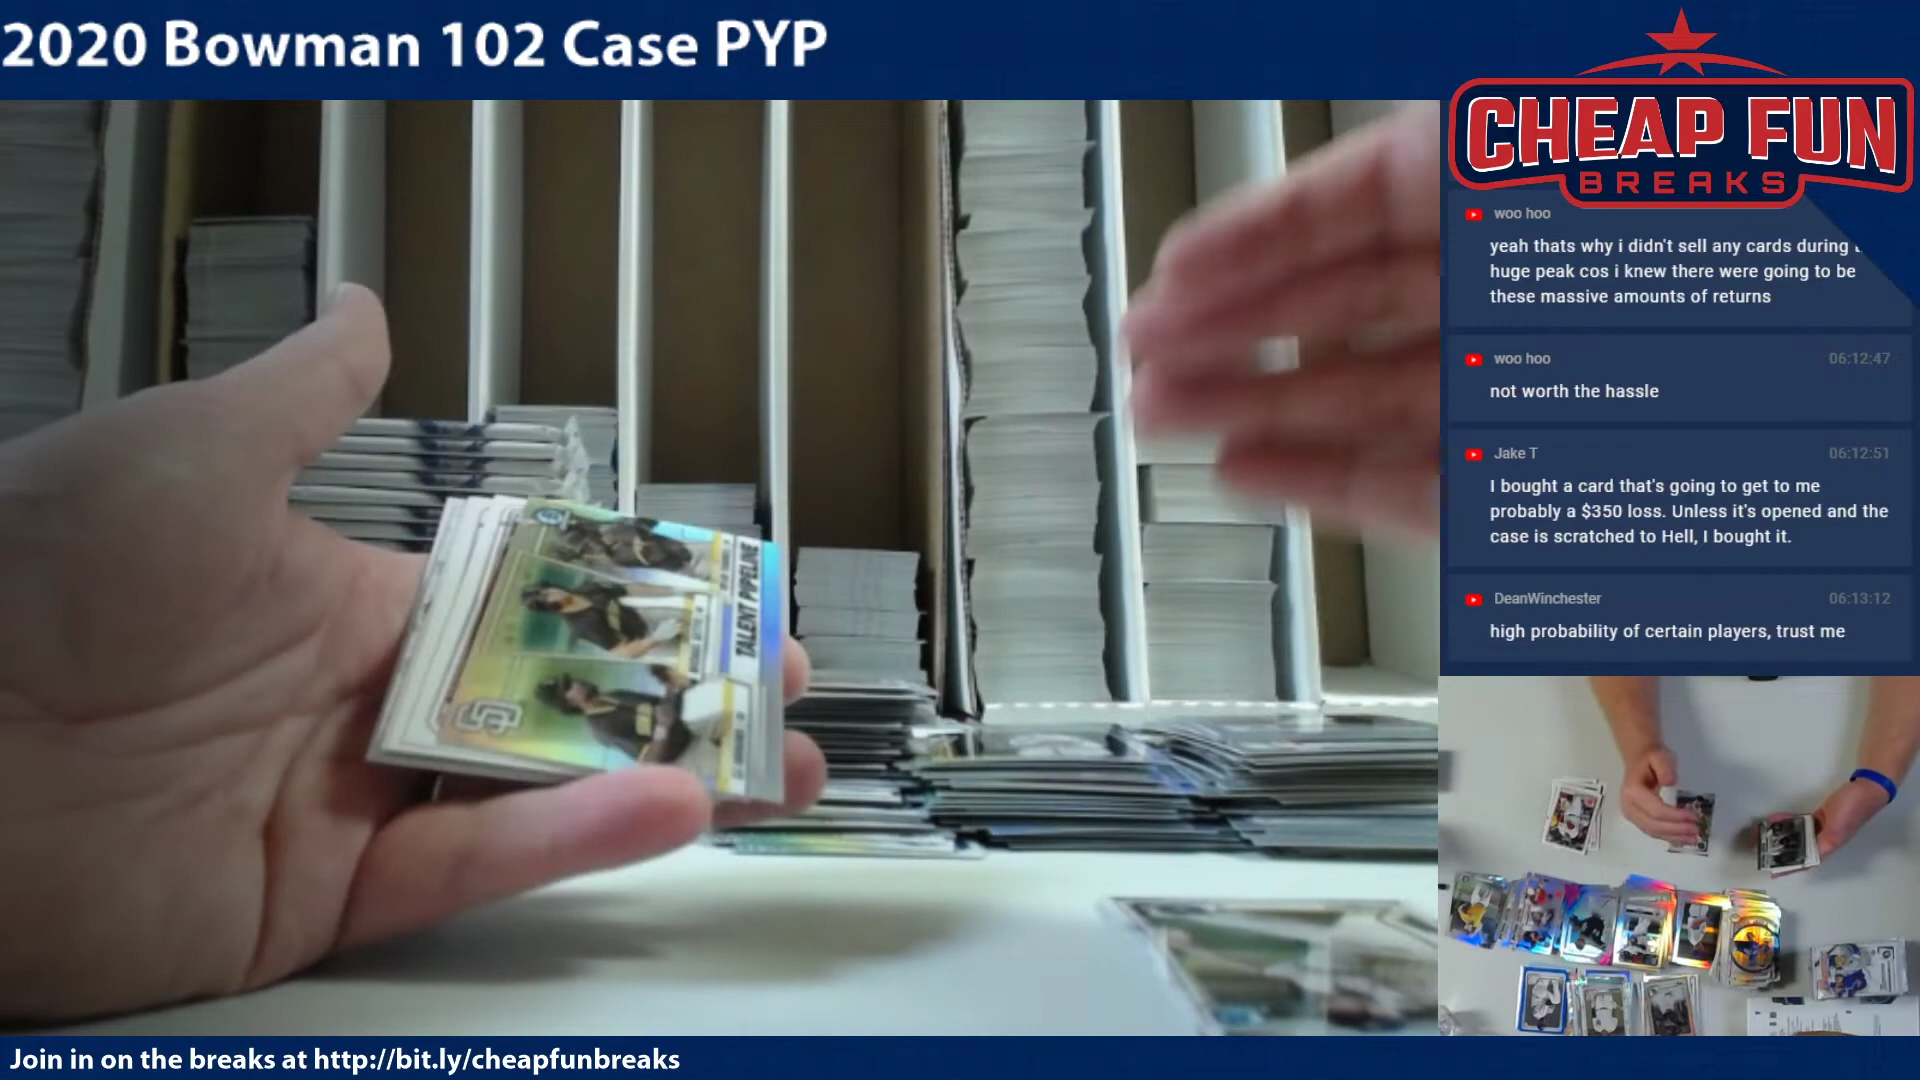 2020 Bowman 102 Case PYP
CHEAP FUN
BREAKS
woo hoo
yeah thats why i didn't sell any cards during
huge peak cos i knew there were going to be
these massive amounts of returns
woo hoo 06:12:47
not worth the hassle
Jake T 06:12:51
I bought a card that's going to get to me
probably a $350 loss. Unless it's opened and the
case is scratched to Hell, I bought it.
DeanWinchester 06:13:12
high probability of certain players, trust me
TALENT PIPELINE
SD
Join in on the breaks at http://bit.ly/cheapfunbreaks